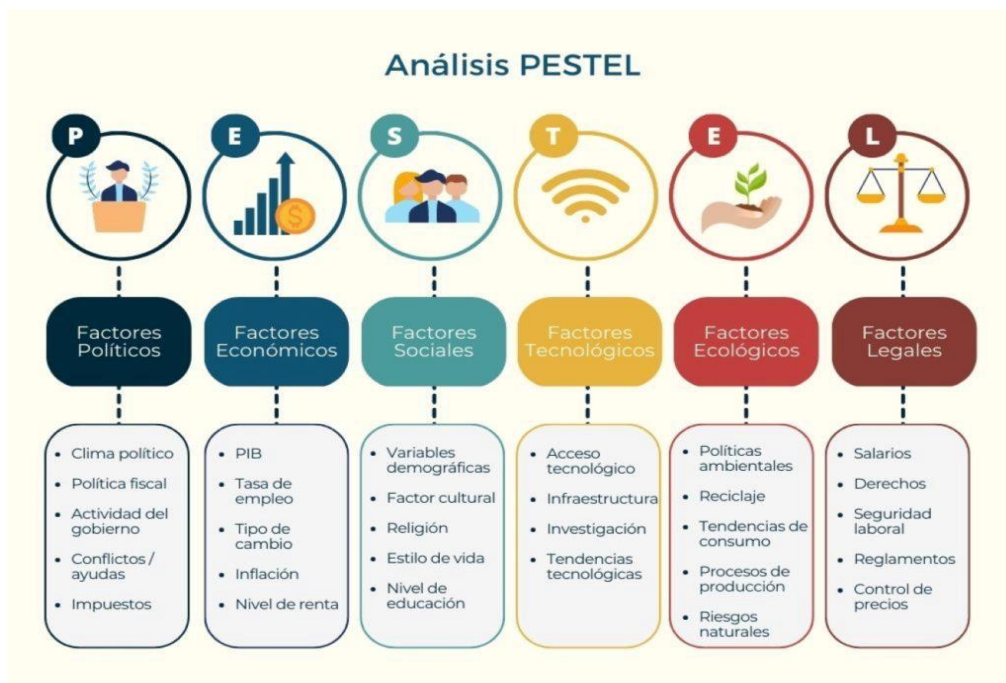 Análisis PESTEL
P
E
S
T
E
L
Factores
Políticos
Factores
Económicos
Factores
Sociales
Factores
Tecnológicos
Factores
Ecológicos
Factores
Legales
• Clima político
• Política fiscal
• Actividad del
gobierno
• Conflictos /
ayudas
• Impuestos
• PIB
• Tasa de
empleo
• Tipo de
cambio
• Inflación
• Nivel de renta
• Variables
demográficas
• Factor cultural
• Religión
• Estilo de vida
• Nivel de
educación
• Acceso
tecnológico
• Infraestructura
• Investigación
• Tendencias
tecnológicas
• Políticas
ambientales
• Reciclaje
• Tendencias de
consumo
• Procesos de
producción
• Riesgos
naturales
• Salarios
• Derechos
• Seguridad
laboral
• Reglamentos
• Control de
precios